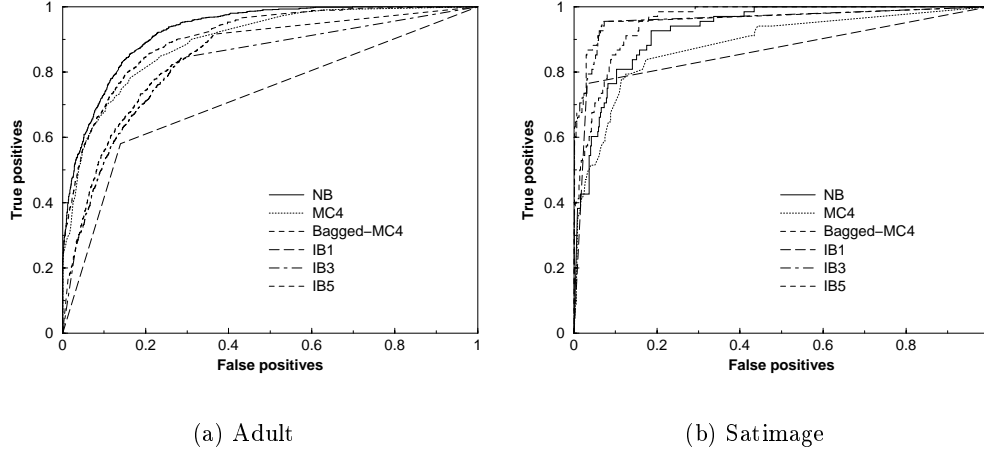 1
0.8
0.6
0.4
0.2
0
True positives
0
0.2
0.4
0.6
0.8
1
False positives
NB
MC4
Bagged−MC4
IB1
IB3
IB5
(a) Adult
1
0.8
0.6
0.4
0.2
0
True positives
0
0.2
0.4
0.6
0.8
False positives
NB
MC4
Bagged−MC4
IB1
IB3
IB5
(b) Satimage